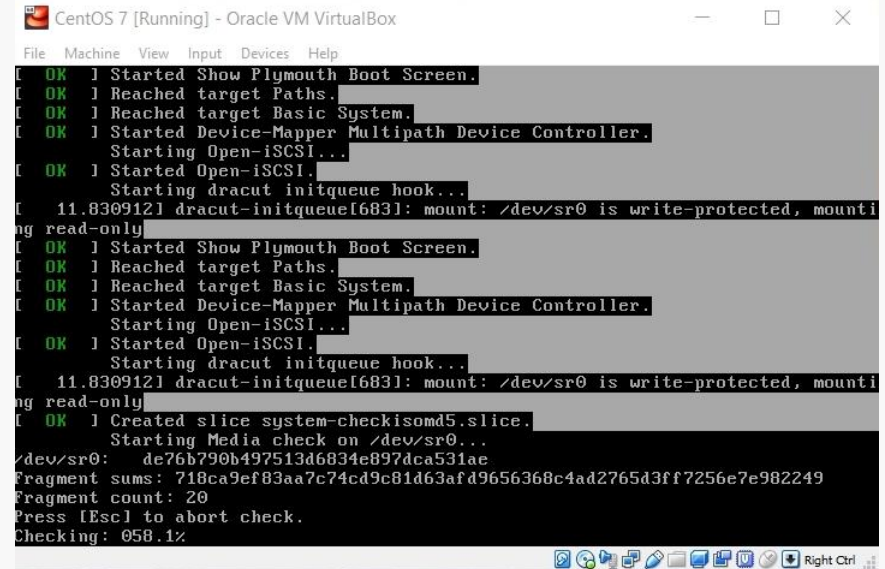 CentOS 7 [Running] - Oracle VM VirtualBox
File Machine View Input Devices Help
[  OK  ] Started Show Plymouth Boot Screen.
[  OK  ] Reached target Paths.
[  OK  ] Reached target Basic System.
[  OK  ] Started Device-Mapper Multipath Device Controller.
Starting Open-iSCSI...
[  OK  ] Started Open-iSCSI.
Starting dracut initqueue hook...
[   11.830912] dracut-initqueue[683]: mount: /dev/sr0 is write-protected, mounti
ng read-only
[  OK  ] Started Show Plymouth Boot Screen.
[  OK  ] Reached target Paths.
[  OK  ] Reached target Basic System.
[  OK  ] Started Device-Mapper Multipath Device Controller.
Starting Open-iSCSI...
[  OK  ] Started Open-iSCSI.
Starting dracut initqueue hook...
[   11.830912] dracut-initqueue[683]: mount: /dev/sr0 is write-protected, mounti
ng read-only
[  OK  ] Created slice system-checkisomd5.slice.
Starting Media check on /dev/sr0...
/dev/sr0:   de76b790b497513d6834e897dca531ae
Fragment sums: 718ca9ef83aa7c74cd9c81d63afd9656368c4ad2765d3ff7256e7e982249
Fragment count: 20
Press [Esc] to abort check.
Checking: 058.1%
Right Ctrl